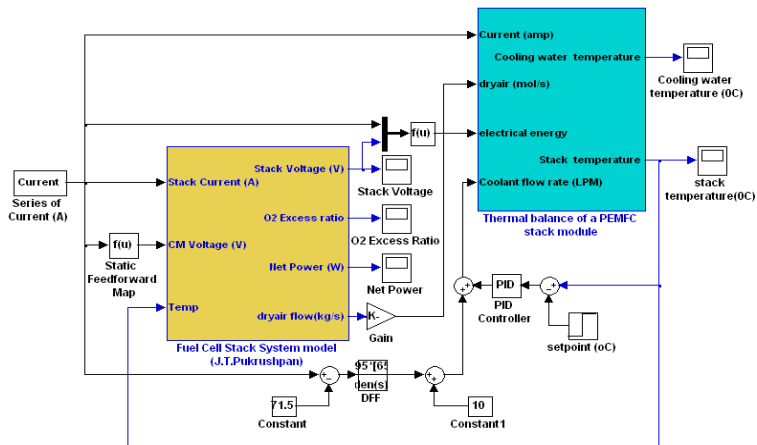 Current (amp)
Cooling water temperature
Cooling water
temperature (0C)
dryair (mol/s)
f(u)
electrical energy
Stack temperature
stack
temperature(0C)
Coolant flow rate (LPM)
Thermal balance of a PEMFC
stack module
Current
Series of
Current (A)
Stack Voltage (V)
Stack Voltage
Stack Current (A)
O2 Excess ratio
O2 Excess Ratio
f(u)
Static
Feedforward
Map
CM Voltage (V)
Net Power (W)
Net Power
Temp
dryair flow(kg/s)
K-
Gain
Fuel Cell Stack System model
(J.T.Pukrushpan)
PID
PID
Controller
setpoint (oC)
71.5
Constant
den(s)
DFF
10
Constant1